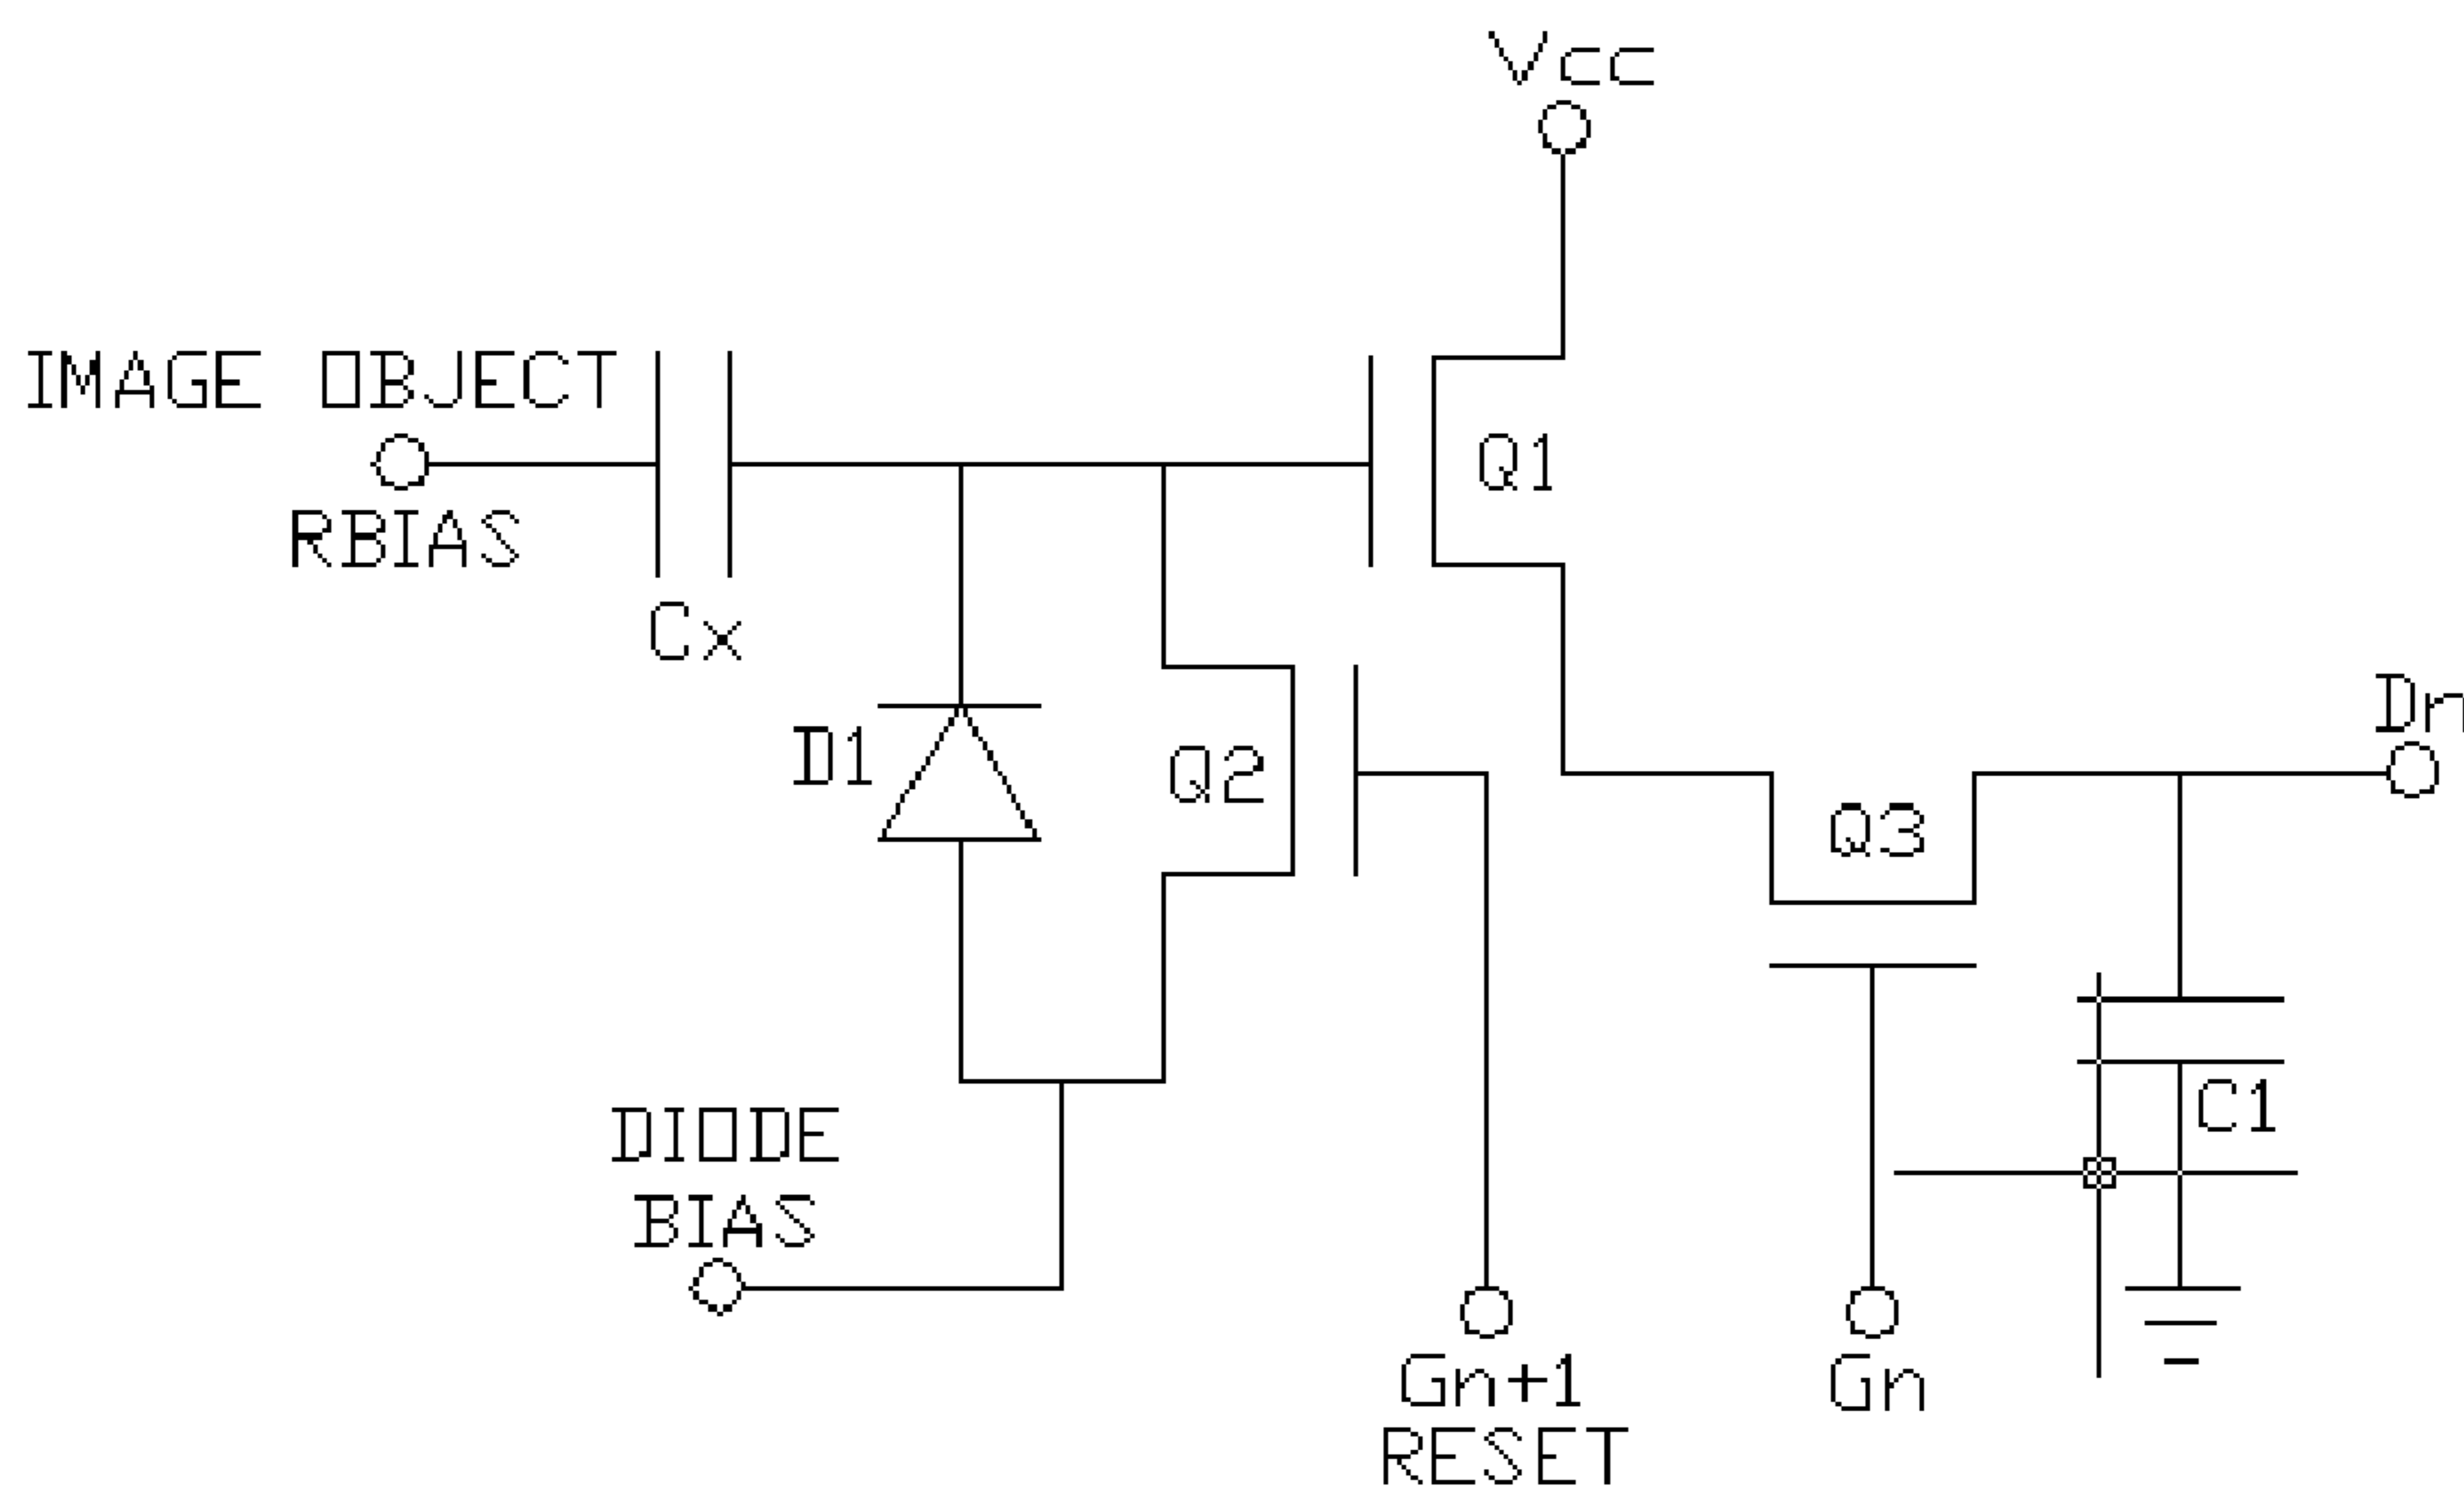 Vcc
IMAGE OBJECT
Q1
RBIAS
Cx
D1
Q2
Q3
C1
DIODE
BIAS
Gn+1
RESET
Gn